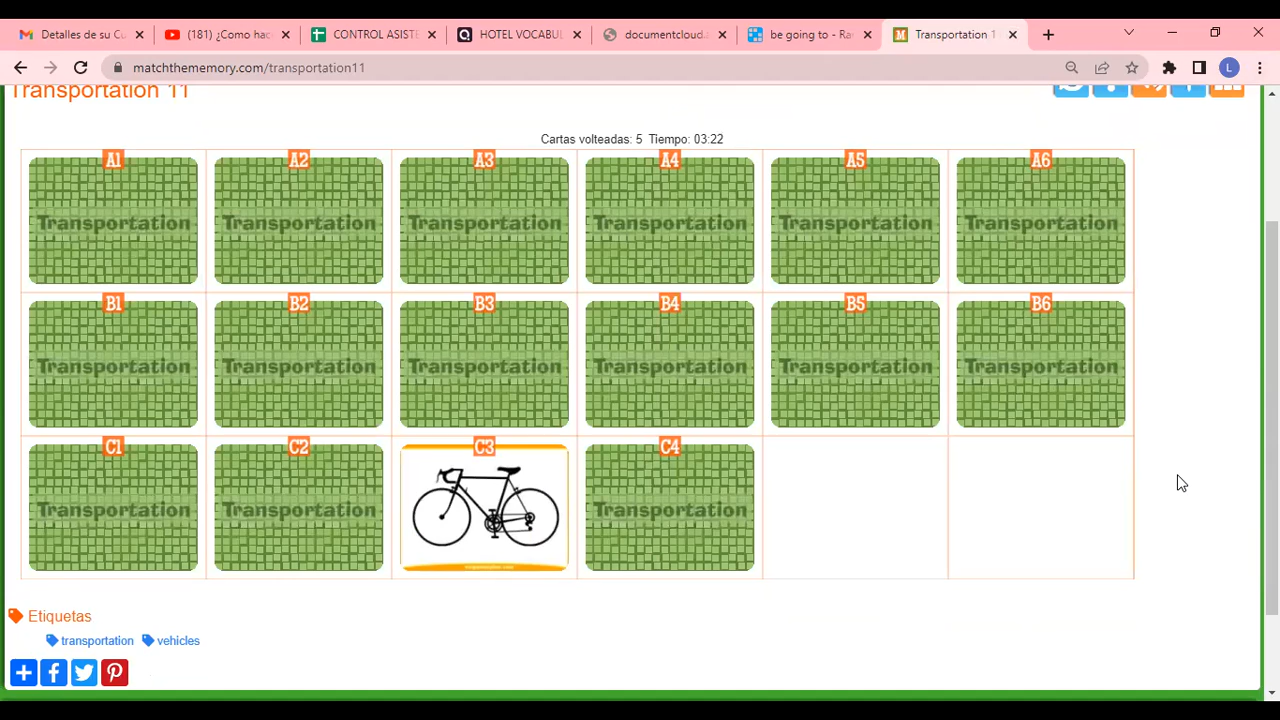 Detalles de su Cu
(181) ¿Como hac
CONTROL ASISTE
HOTEL VOCABUL
documentcloud.a
be going to - Ra
Transportation 1
matchthememory.com/transportation11
L
Transportation 11
Cartas volteadas: 5 Tiempo: 03:22
A1 A2 A3 A4 A5 A6
Transportation Transportation Transportation Transportation Transportation Transportation
B1 B2 B3 B4 B5 B6
Transportation Transportation Transportation Transportation Transportation Transportation
C1 C2 C3 C4
Transportation Transportation Transportation
Etiquetas
transportation vehicles